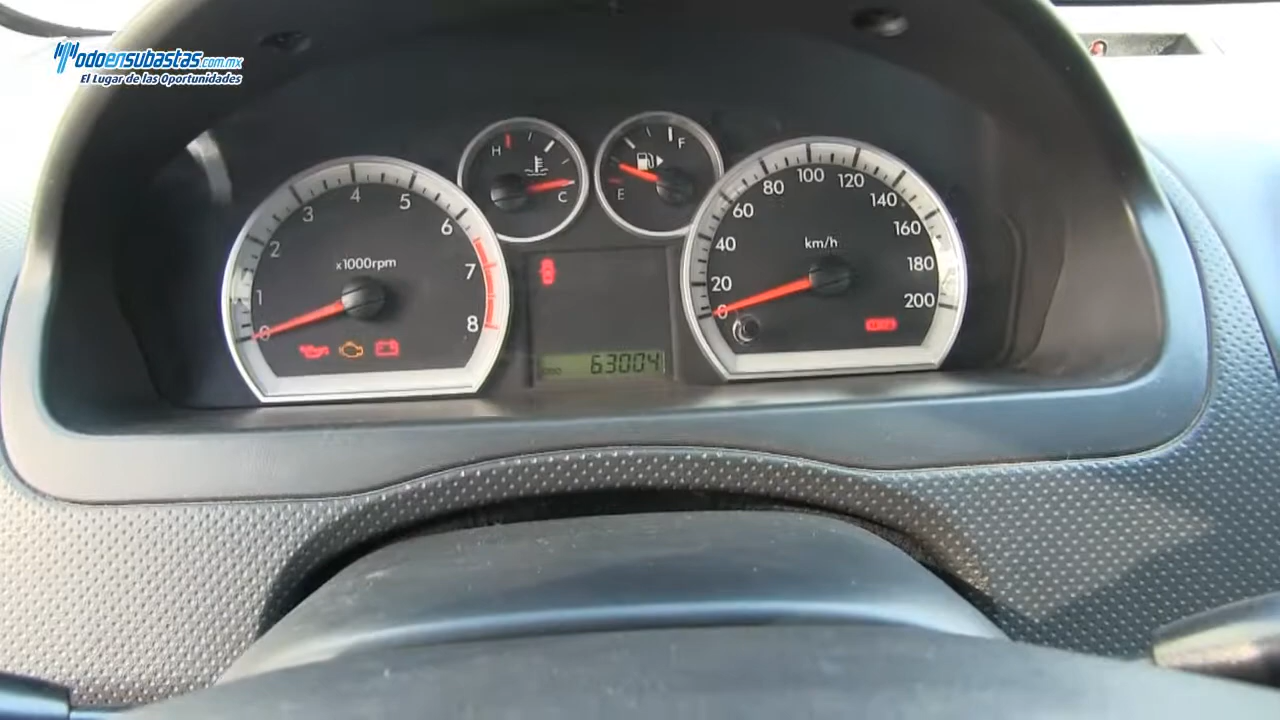 Todoensubastas.com.mx
El Lugar de las Oportunidades
0
1
2
3
4
5
6
7
8
x1000rpm
H
C
F
E
63004
0
20
40
60
80
100
120
140
160
180
200
km/h